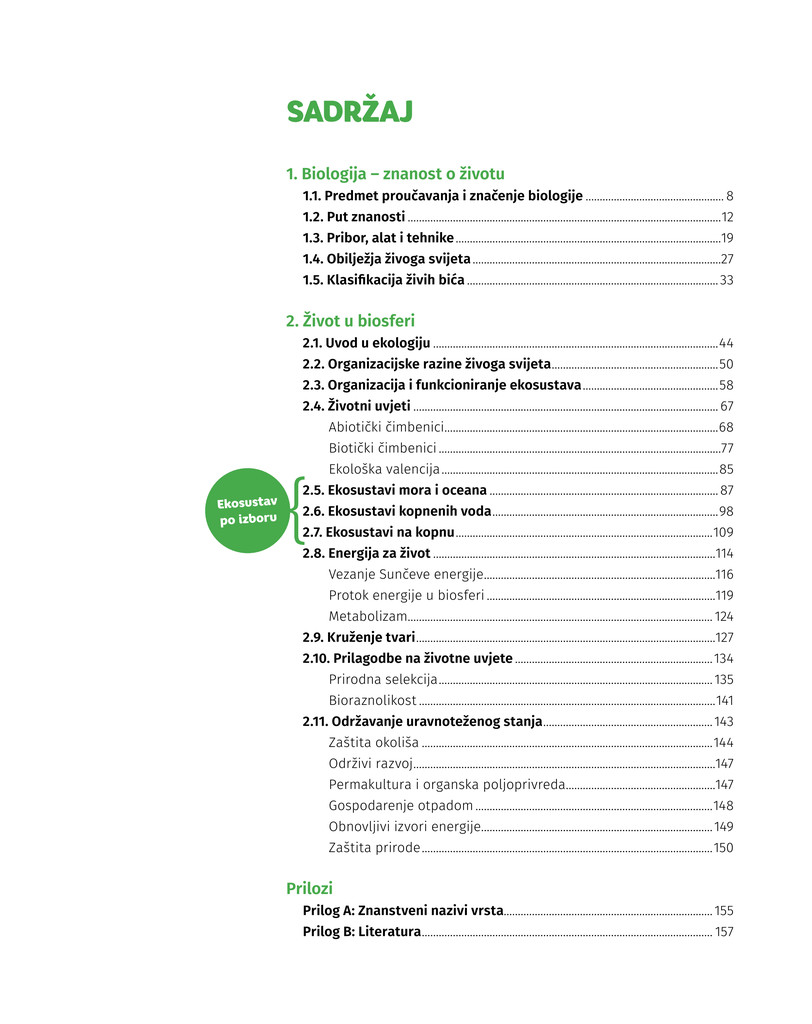 SADRŽAJ
1. Biologija – znanost o životu
1.1. Predmet proučavanja i značenje biologije ........ 8
1.2. Put znanosti ........ 12
1.3. Pribor, alat i tehnike ........ 19
1.4. Obilježja živoga svijeta ........ 27
1.5. Klasifikacija živih bića ........ 33
2. Život u biosferi
2.1. Uvod u ekologiju ........ 44
2.2. Organizacijske razine živoga svijeta ........ 50
2.3. Organizacija i funkcioniranje ekosustava ........ 58
2.4. Životni uvjeti ........ 67
Abiotički čimbenici ........ 68
Biotički čimbenici ........ 77
Ekološka valencija ........ 85
Ekosustav
po izboru
2.5. Ekosustavi mora i oceana ........ 87
2.6. Ekosustavi kopnenih voda ........ 98
2.7. Ekosustavi na kopnu ........ 109
2.8. Energija za život ........ 114
Vezanje Sunčeve energije ........ 116
Protok energije u biosferi ........ 119
Metabolizam ........ 124
2.9. Kruženje tvari ........ 127
2.10. Prilagodbe na životne uvjete ........ 134
Prirodna selekcija ........ 135
Bioraznolikost ........ 141
2.11. Održavanje uravnoteženog stanja ........ 143
Zaštita okoliša ........ 144
Održivi razvoj ........ 147
Permakultura i organska poljoprivreda ........ 147
Gospodarenje otpadom ........ 148
Obnovljivi izvori energije ........ 149
Zaštita prirode ........ 150
Prilozi
Prilog A: Znanstveni nazivi vrsta ........ 155
Prilog B: Literatura ........ 157